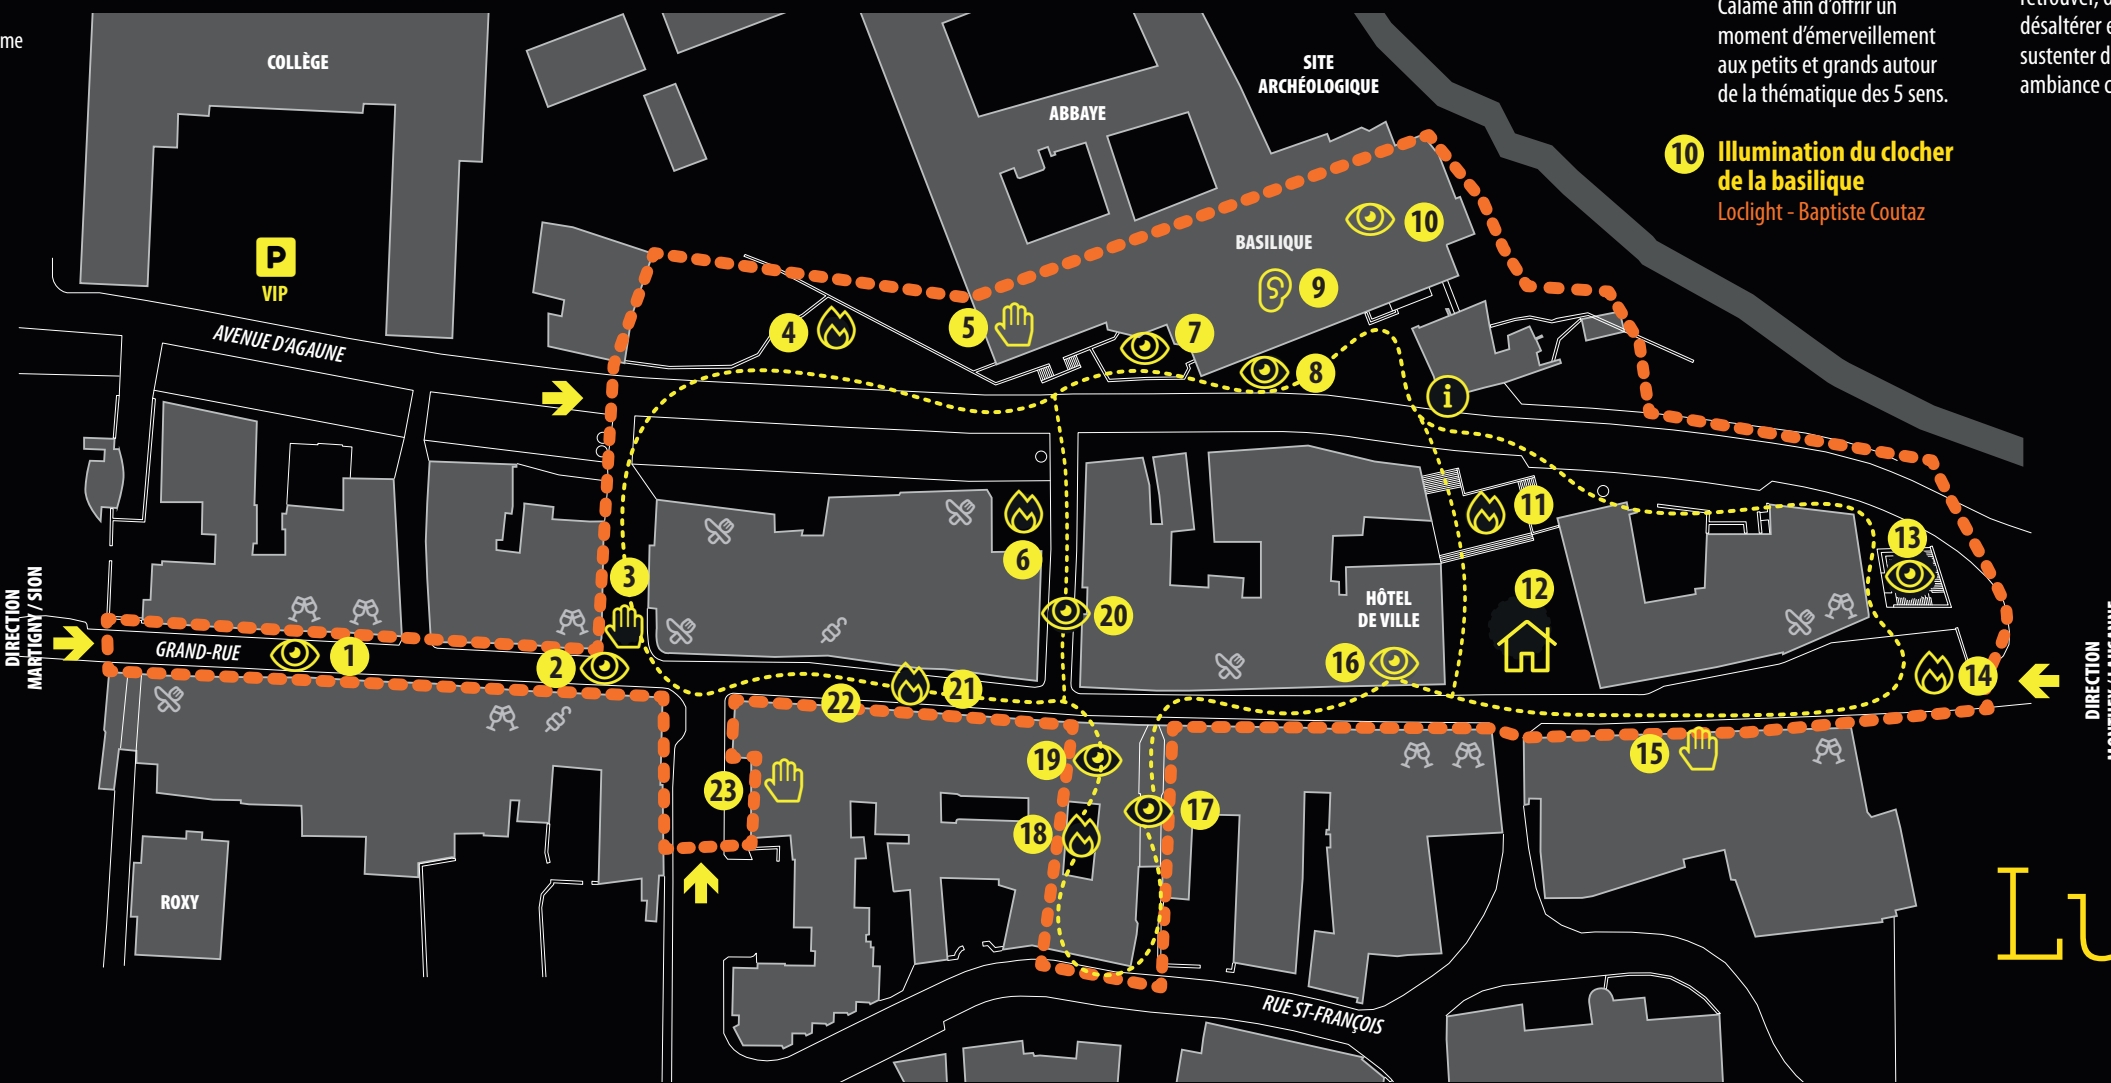 me
COLLÈGE
P
VIP
AVENUE D'AGAUNE
ABBAYE
SITE
ARCHÉOLOGIQUE
BASILIQUE
Calame afin d'offrir un
moment d'émerveillement
aux petits et grands autour
de la thématique des 5 sens.
désaltérer e
sustenter d
ambiance c
10 Illumination du clocher
de la basilique
Loclight - Baptiste Coutaz
10
9
4
5
7
8
i
11
6
3
13
12
20
HÔTEL
DE VILLE
DIRECTION
MARTIGNY / SION
GRAND-RUE
1
2
16
14
21
22
DIRECTION
19
15
23
17
18
ROXY
RUE ST-FRANÇOIS
Lu